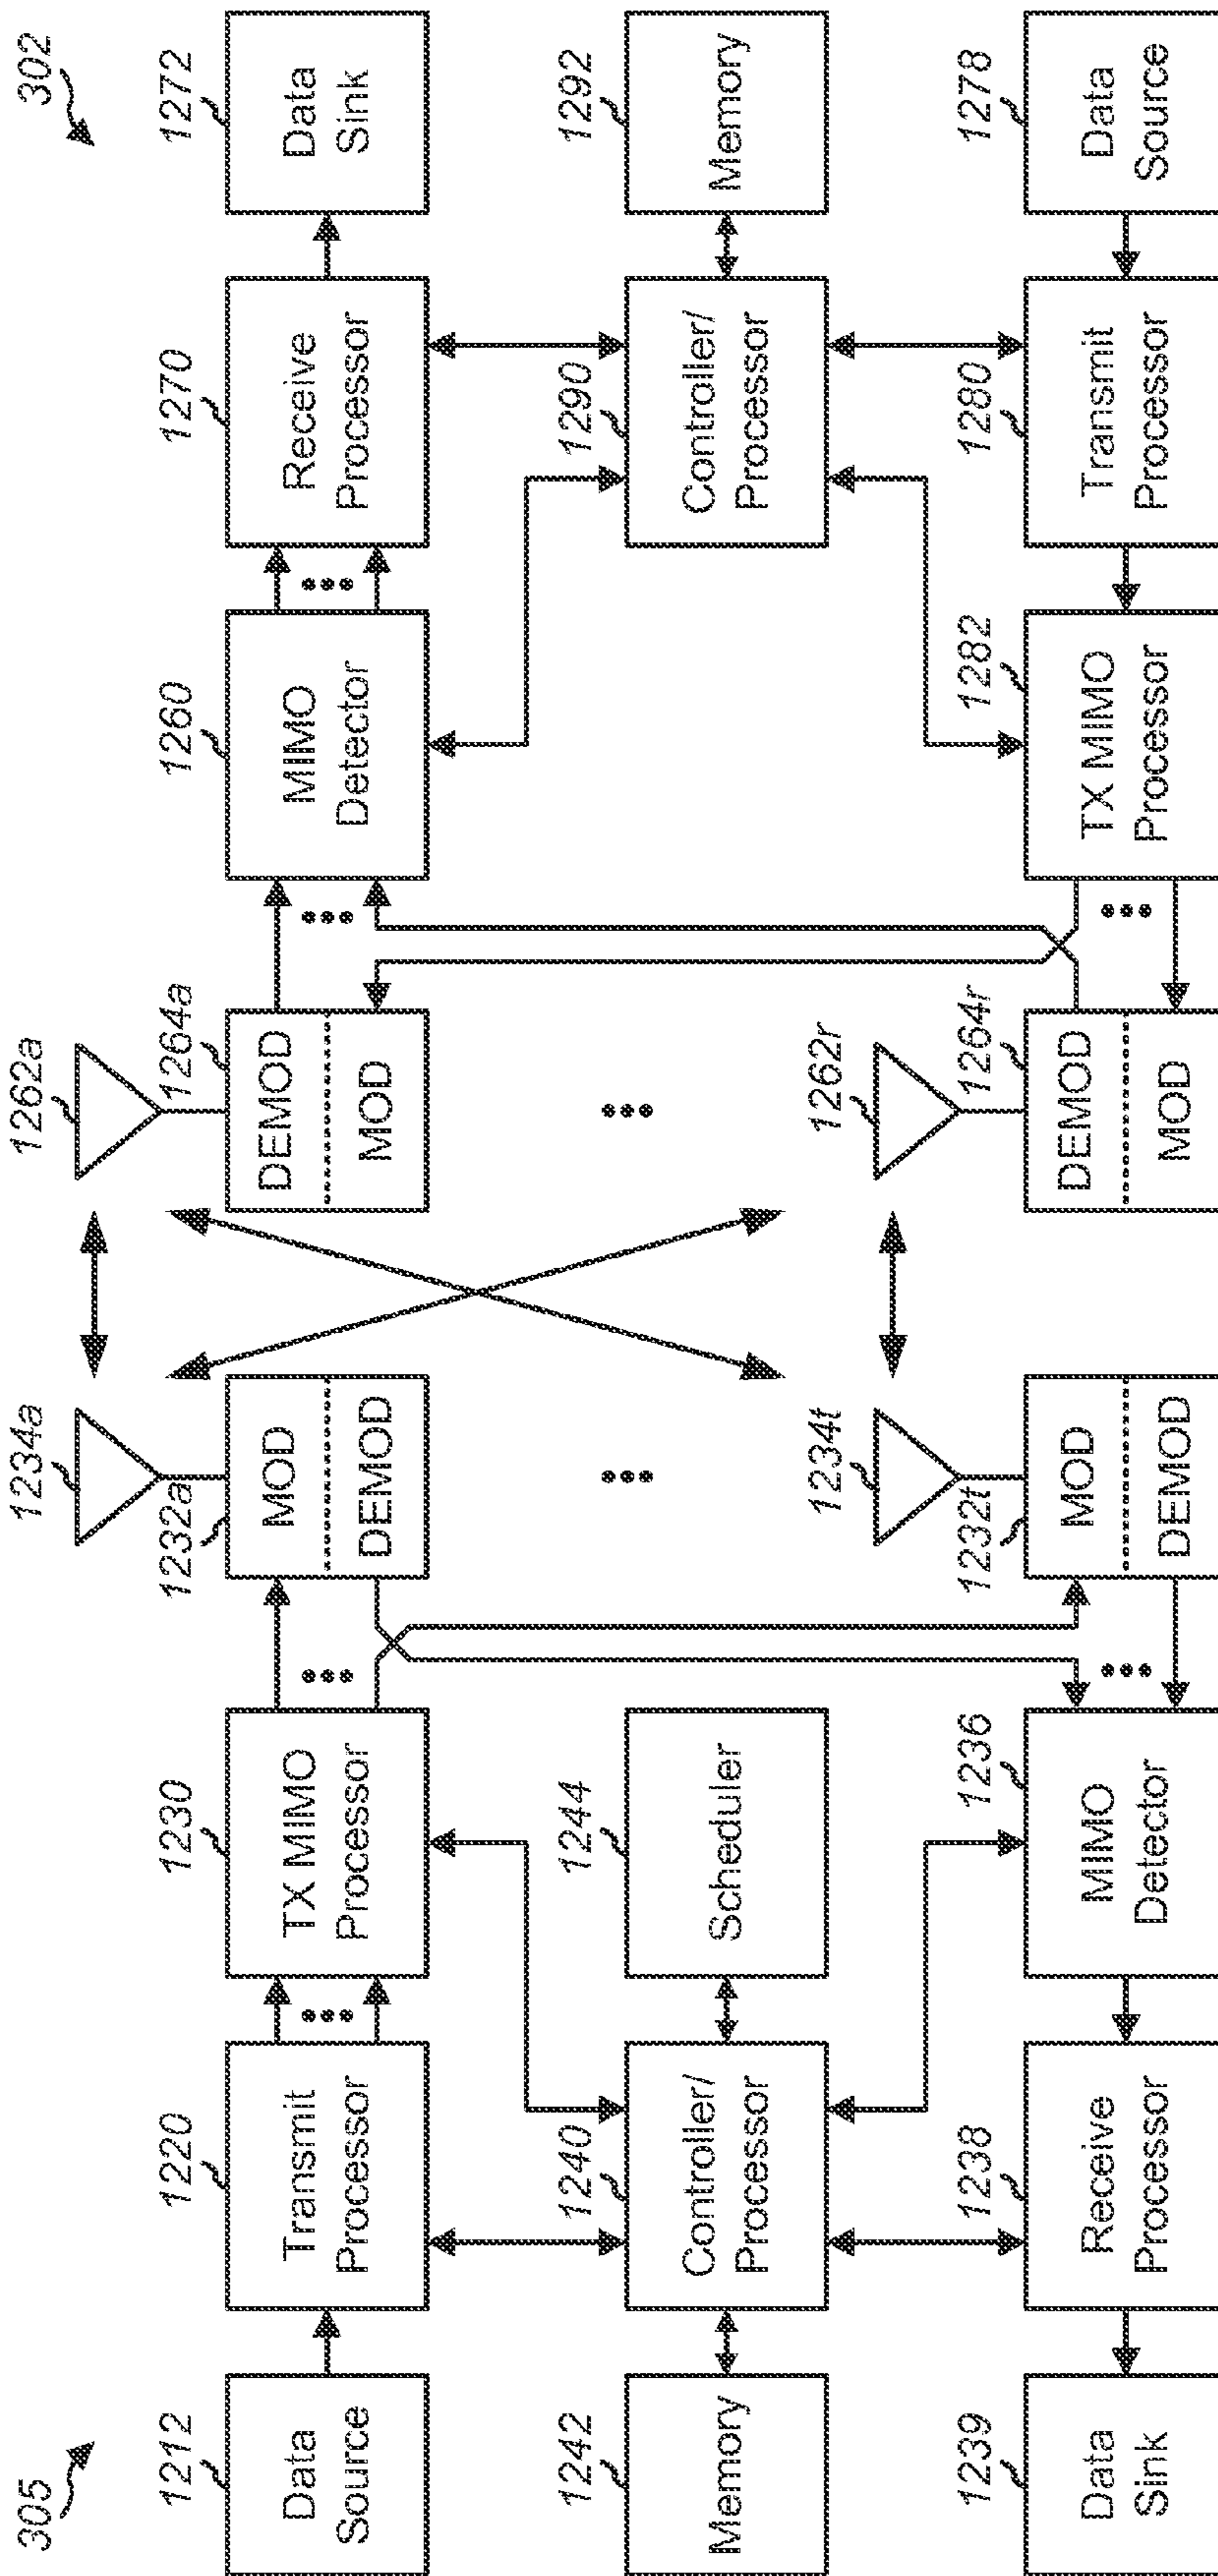 305
302
1212
Data
Source
1220
Transmit
Processor
1230
TX MIMO
Processor
1234a
1232a
MOD
DEMOD
1262a
1264a
DEMOD
MOD
1260
MIMO
Detector
1270
Receive
Processor
1272
Data
Sink
1242
Memory
1240
Controller/
Processor
1244
Scheduler
1290
Controller/
Processor
1292
Memory
1239
Data
Sink
1238
Receive
Processor
1236
MIMO
Detector
1234t
1232t
MOD
DEMOD
1262r
1264r
DEMOD
MOD
1282
TX MIMO
Processor
1280
Transmit
Processor
1278
Data
Source